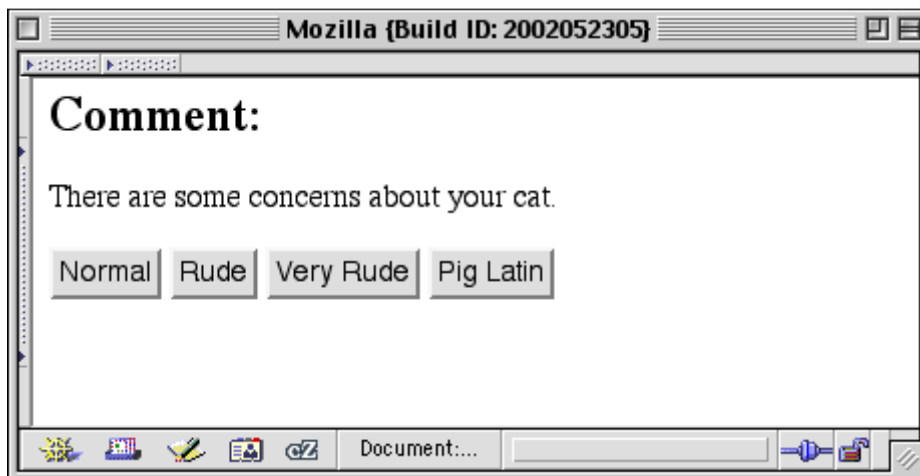 Mozilla {Build ID: 2002052305}
Comment:
There are some concerns about your cat.
Normal Rude Very Rude Pig Latin
cZ Document:...